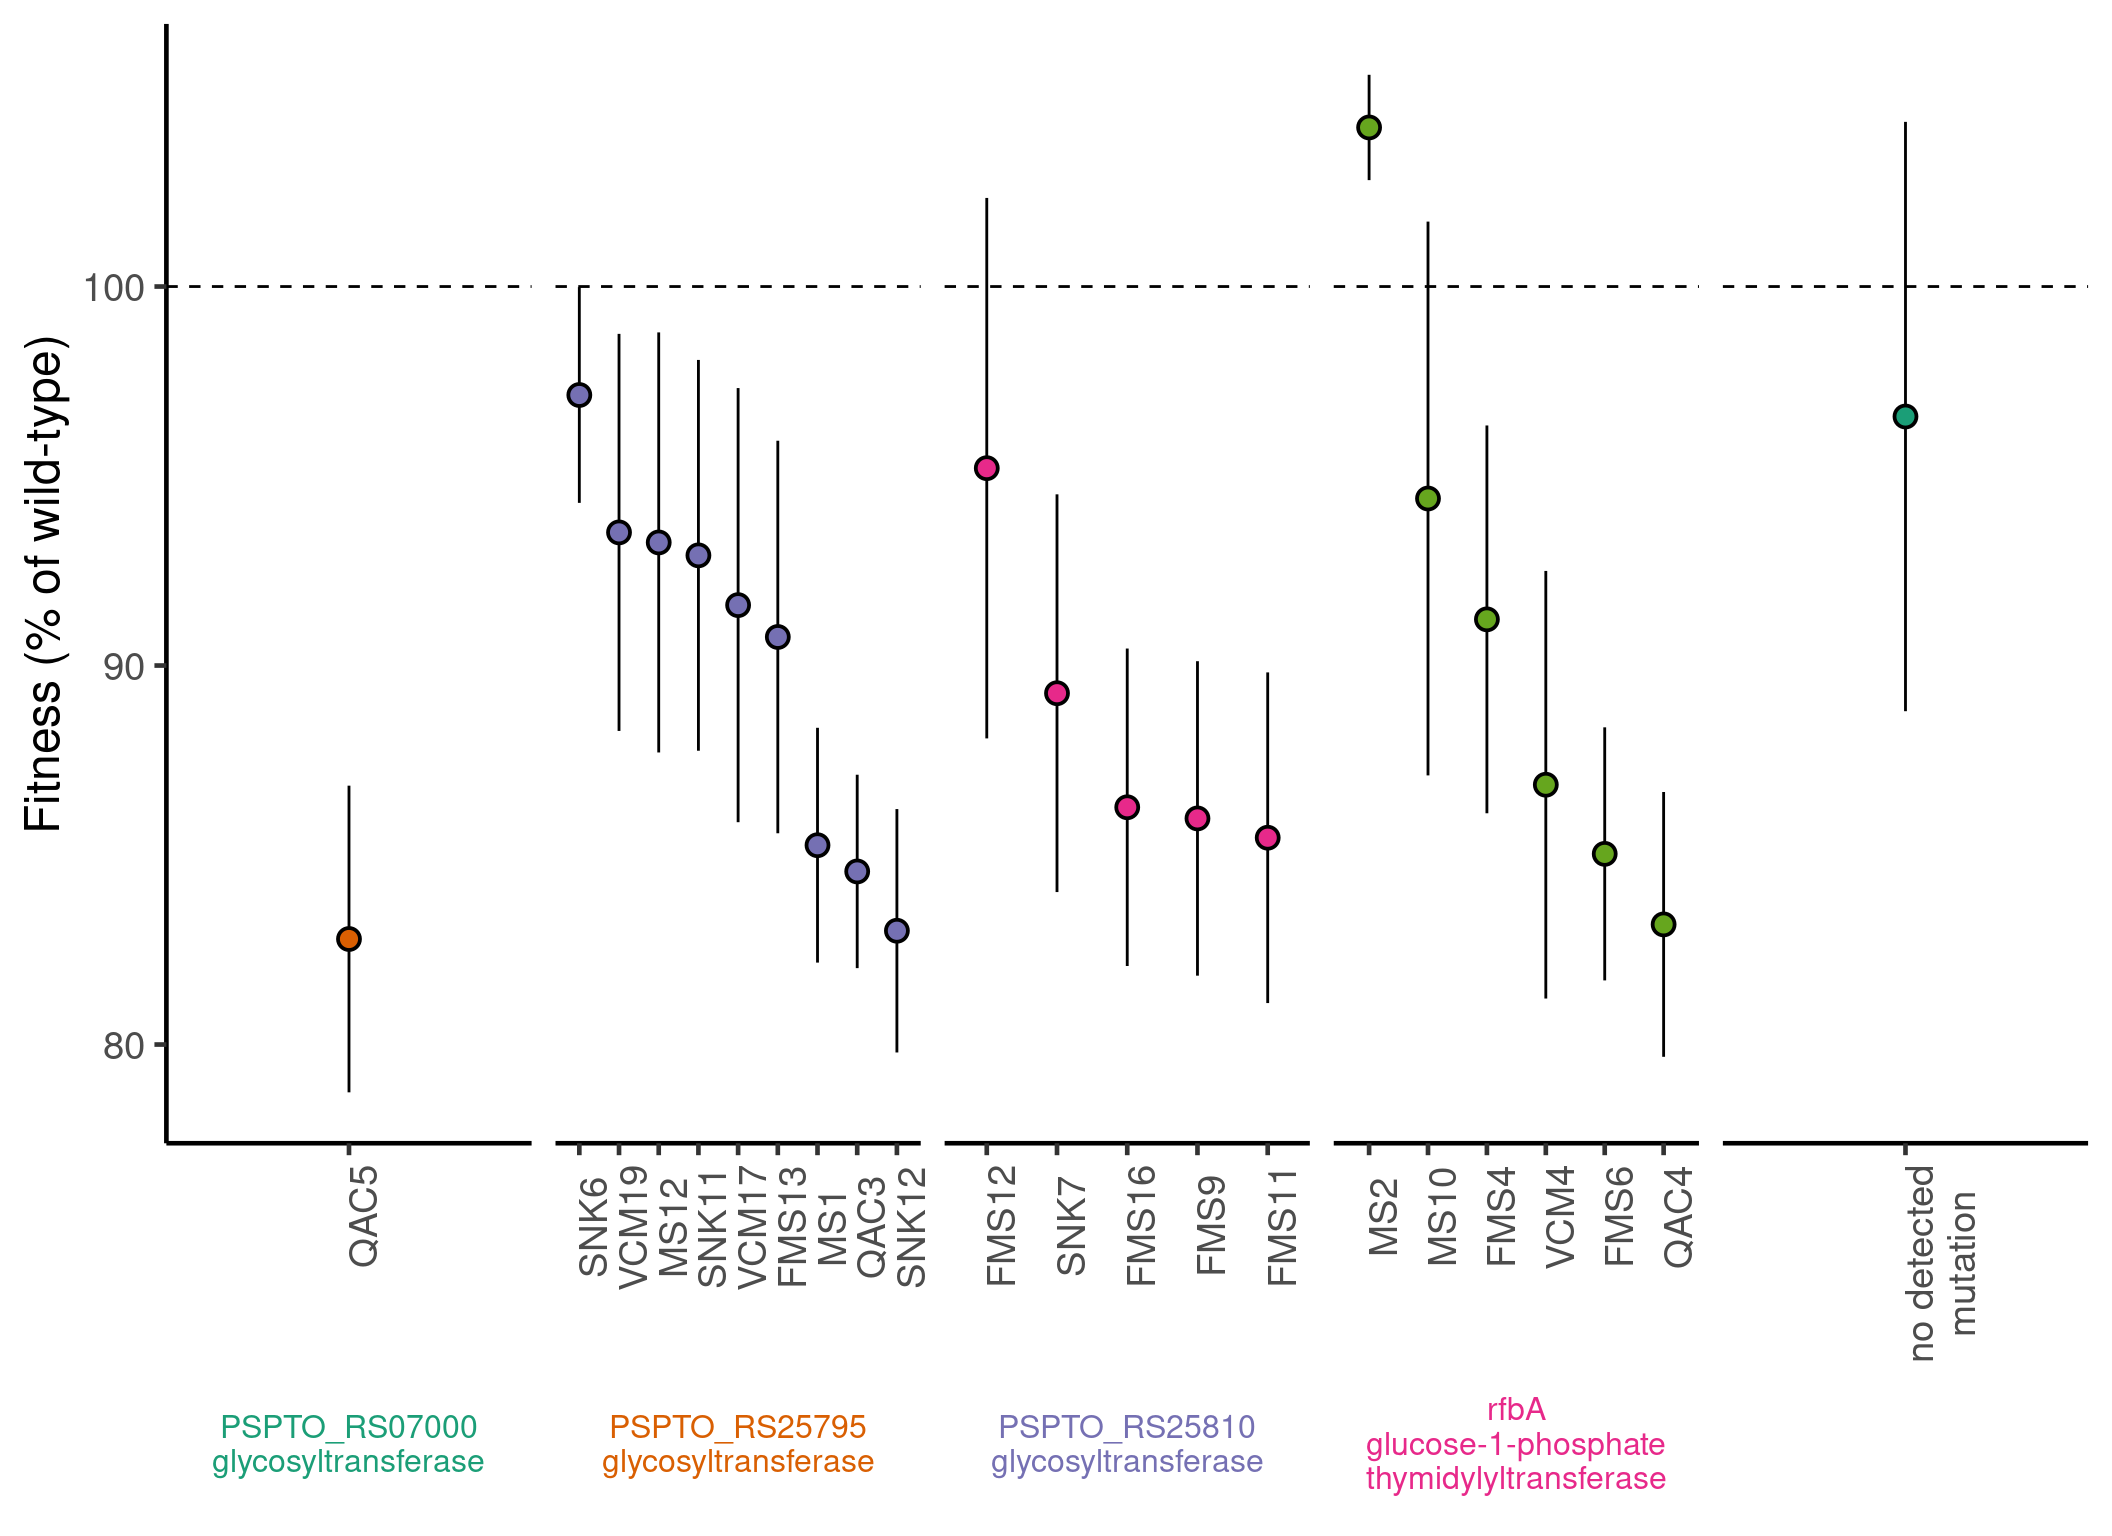 Fitness (% of wild-type)
100
90
80
QAC5
SNK6
VCM19
MS12
SNK11
VCM17
FMS13
MS1
QAC3
SNK12
FMS12
SNK7
FMS16
FMS9
FMS11
MS2
MS10
FMS4
VCM4
FMS6
QAC4
no detected
mutation
PSPTO_RS07000
glycosyltransferase
PSPTO_RS25795
glycosyltransferase
PSPTO_RS25810
glycosyltransferase
rfbA
glucose-1-phosphate
thymidylyltransferase